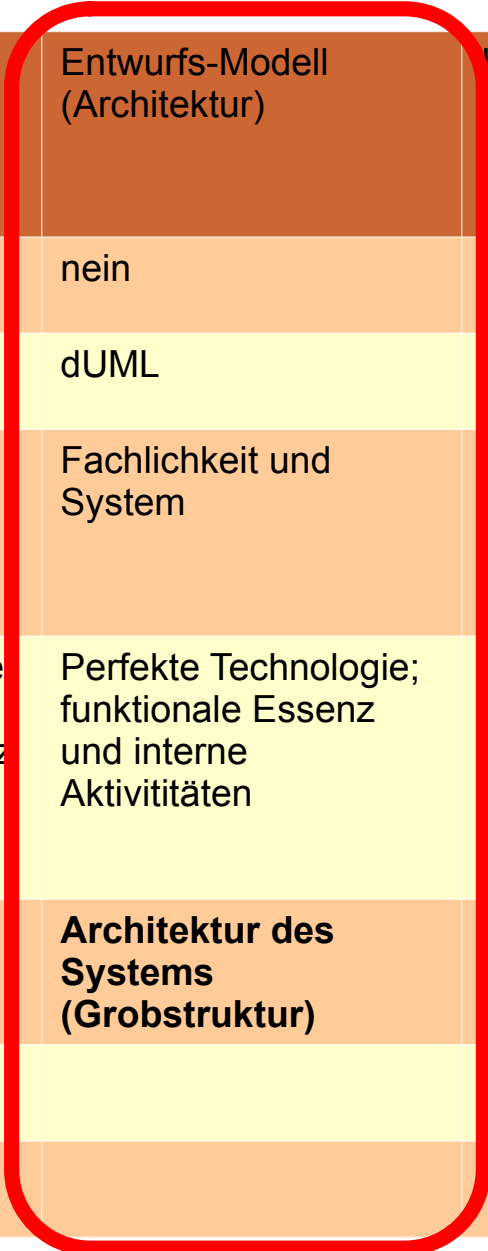 Entwurfs-Modell
(Architektur)
nein
dUML
Fachlichkeit und
System
Perfekte Technologie;
funktionale Essenz
und interne
Aktivititäten
Architektur des
Systems
(Grobstruktur)